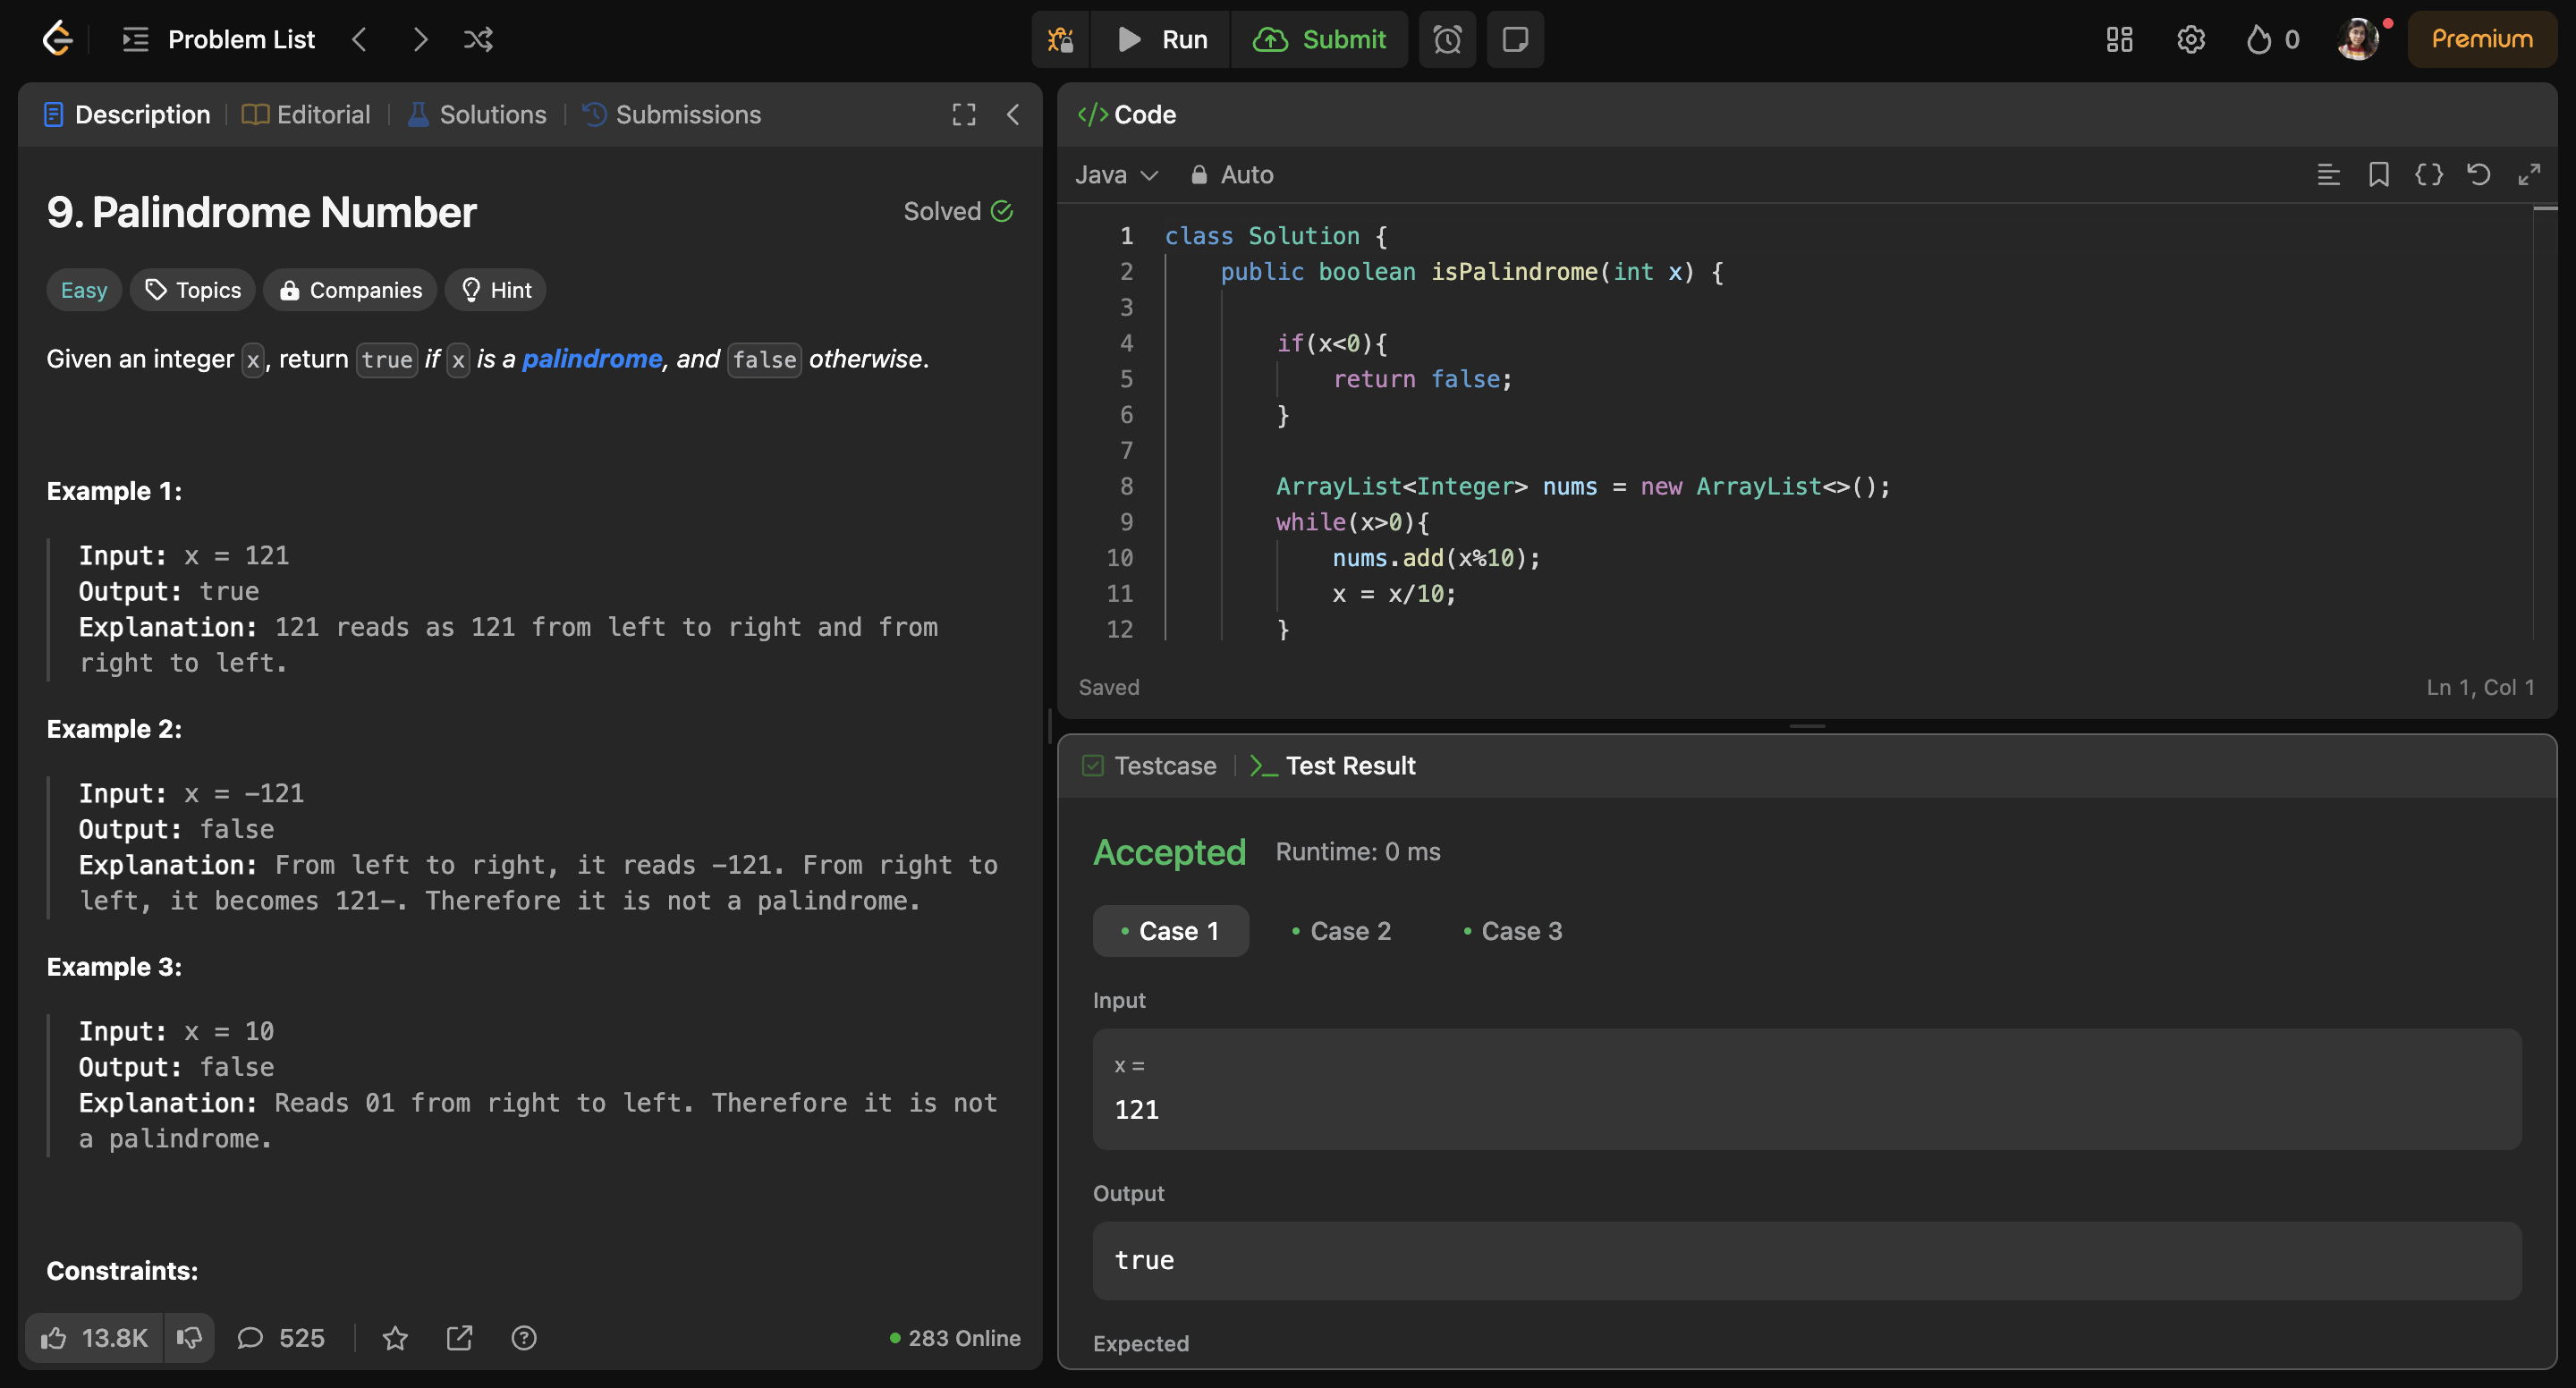 Problem List
Run
Submit
0
Premium
Description
Editorial
Solutions
Submissions
9. Palindrome Number
Solved
Easy
Topics
Companies
Hint
Given an integer x, return true if x is a palindrome, and false otherwise.
Example 1:
Input: x = 121
Output: true
Explanation: 121 reads as 121 from left to right and from
right to left.
Example 2:
Input: x = -121
Output: false
Explanation: From left to right, it reads -121. From right to
left, it becomes 121-. Therefore it is not a palindrome.
Example 3:
Input: x = 10
Output: false
Explanation: Reads 01 from right to left. Therefore it is not
a palindrome.
Constraints:
13.8K
525
283 Online
</> Code
Java
Auto
1 class Solution {
2 public boolean isPalindrome(int x) {
3
4 if(x<0){
5 return false;
6 }
7
8 ArrayList<Integer> nums = new ArrayList<>();
9 while(x>0){
10 nums.add(x%10);
11 x = x/10;
12 }
Saved
Ln 1, Col 1
Testcase
Test Result
Accepted
Runtime: 0 ms
Case 1
Case 2
Case 3
Input
x =
121
Output
true
Expected